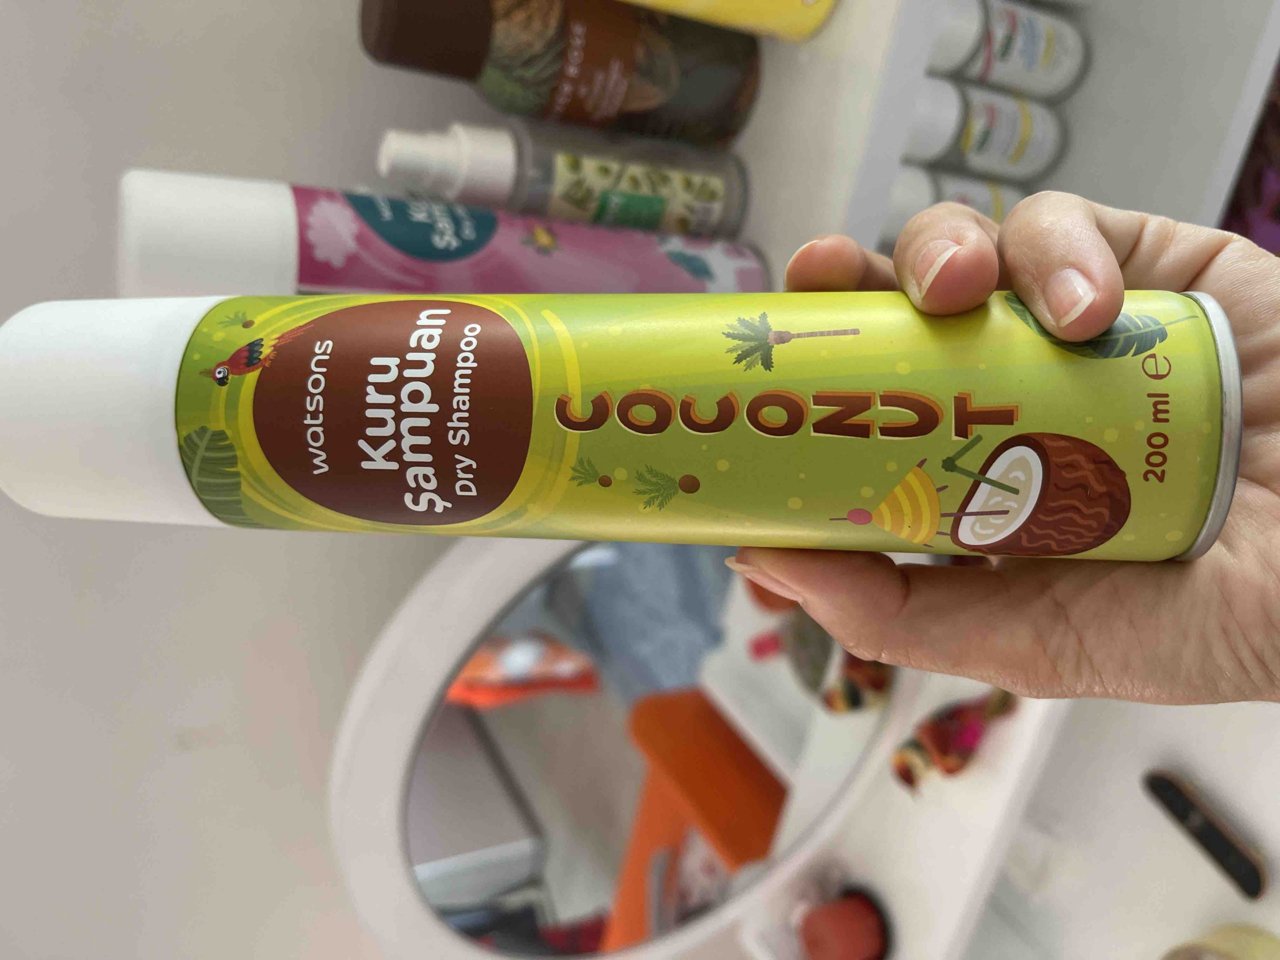 watsons
Kuru
Şampuan
Dry Shampoo
COCONUT
200 ml ℮